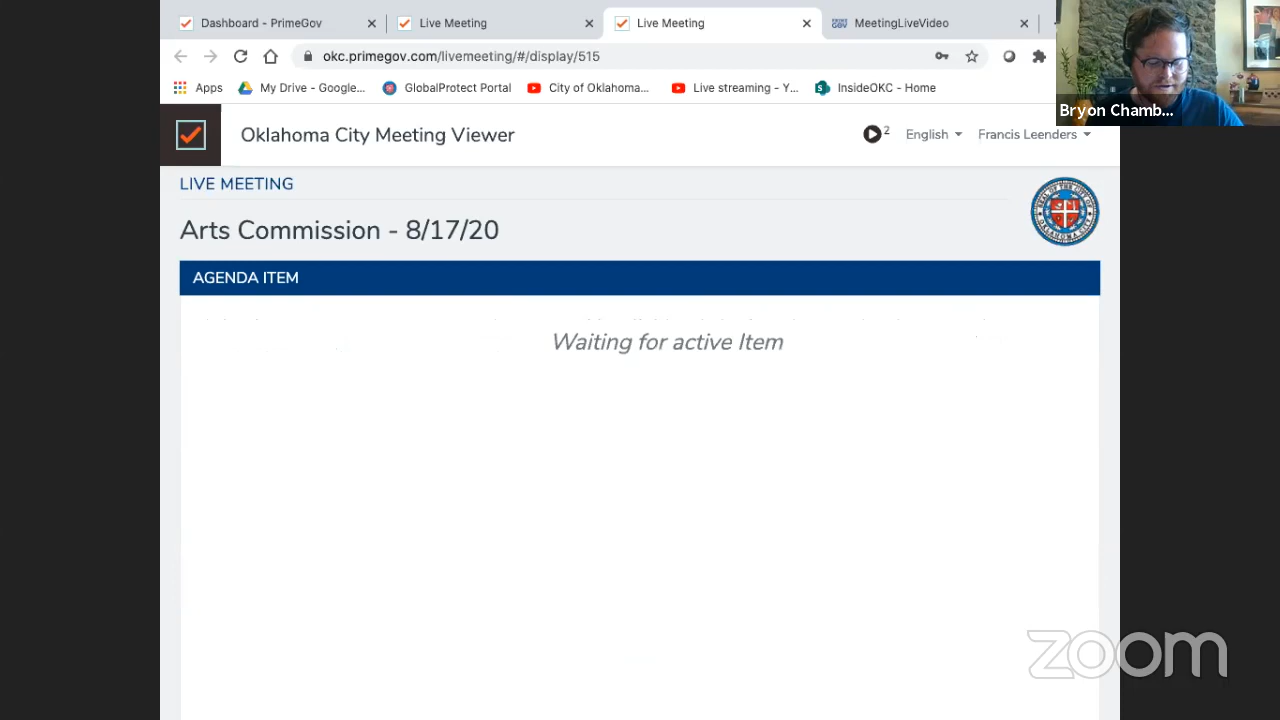 Dashboard - PrimeGov
Live Meeting
Live Meeting
MeetingLiveVideo
okc.primegov.com/livemeeting/#/display/515
Apps
My Drive - Google...
GlobalProtect Portal
City of Oklahoma...
Live streaming - Y...
InsideOKC - Home
Bryon Chamb...
Oklahoma City Meeting Viewer
2
English
Francis Leenders
LIVE MEETING
Arts Commission - 8/17/20
AGENDA ITEM
Waiting for active Item
zoom